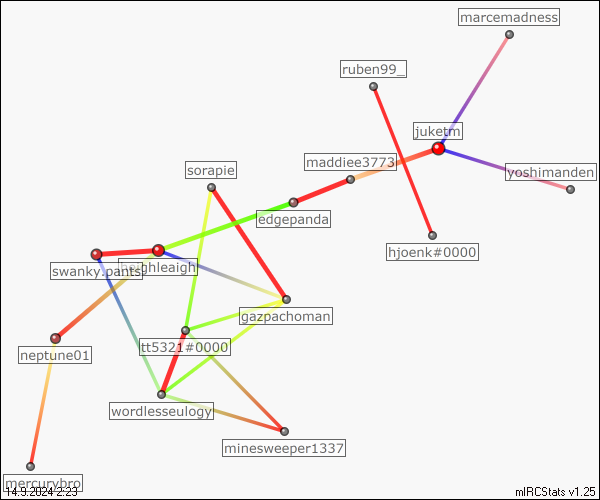 marcemadness
ruben99_
juketm
maddiee3773
sorapie
yoshimanden
edgepanda
hjoenk#0000
swanky.pants
gazpachoman
tt5321#0000
neptune01
wordlesseulogy
minesweeper1337
mercurybro
14.9.2024 2:23
mIRCStats v1.25